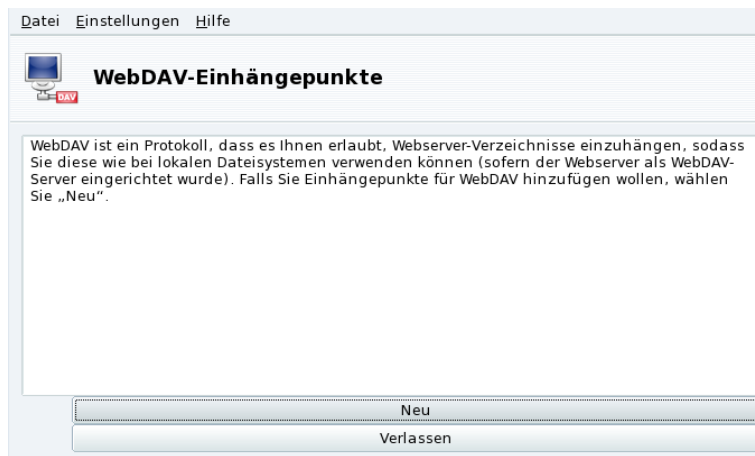 Datei Einstellungen Hilfe
WebDAV-Einhängepunkte
DAV
WebDAV ist ein Protokoll, dass es Ihnen erlaubt, Webserver-Verzeichnisse einzuhängen, sodass
Sie diese wie bei lokalen Dateisystemen verwenden können (sofern der Webserver als WebDAV-
Server eingerichtet wurde). Falls Sie Einhängepunkte für WebDAV hinzufügen wollen, wählen
Sie „Neu“.
Neu
Verlassen